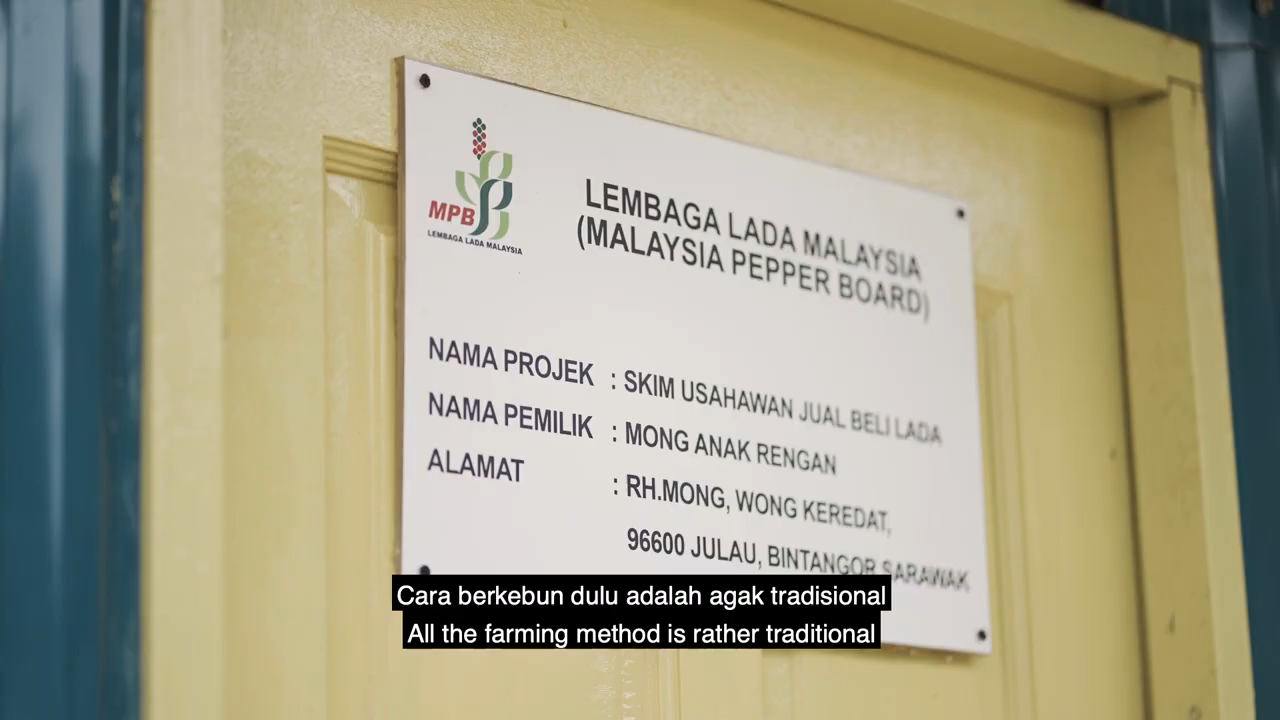 MPB
LEMBAGA LADA MALAYSIA
LEMBAGA LADA MALAYSIA
(MALAYSIA PEPPER BOARD)
NAMA PROJEK : SKIM USAHAWAN JUAL BELI LADA
NAMA PEMILIK : MONG ANAK RENGAN
ALAMAT : RH.MONG, WONG KEREDAT,
96600 JULAU, BINTANGOR SARAWAK
Cara berkebun dulu adalah agak tradisional
All the farming method is rather traditional